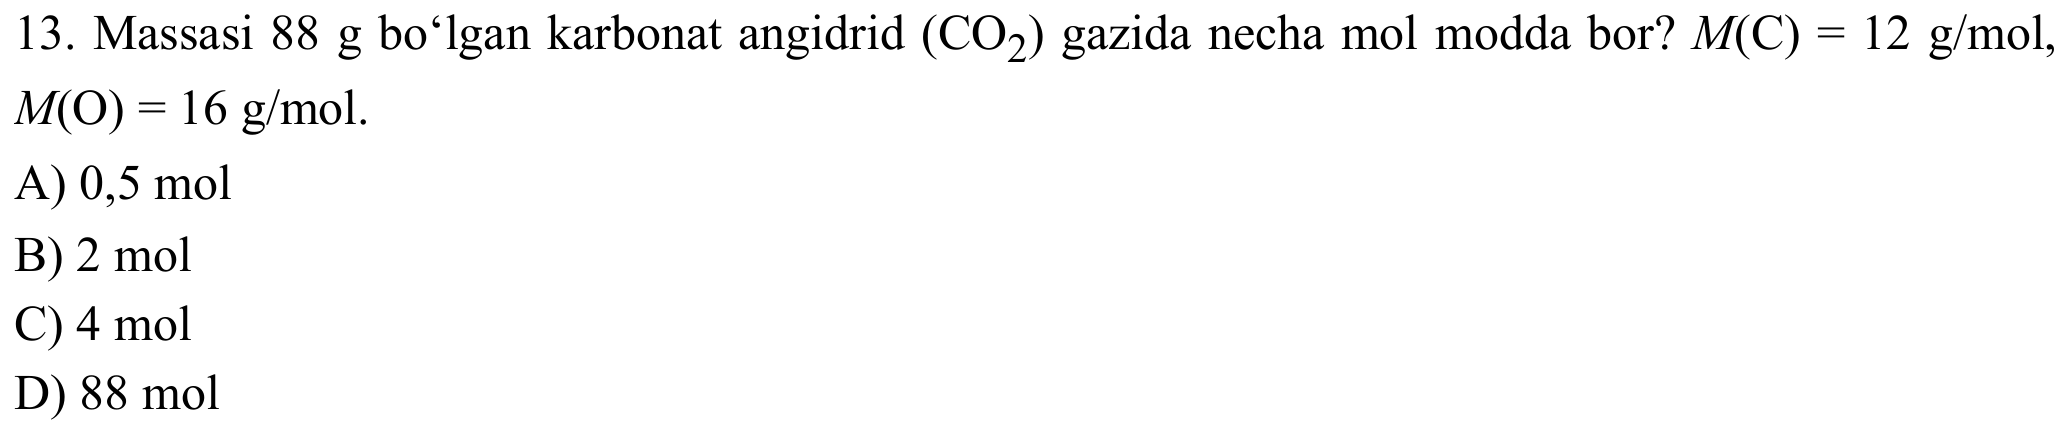 13. Massasi 88 g bo‘lgan karbonat angidrid (CO₂) gazida necha mol modda bor? M(C) = 12 g/mol,
M(O) = 16 g/mol.
A) 0,5 mol
B) 2 mol
C) 4 mol
D) 88 mol